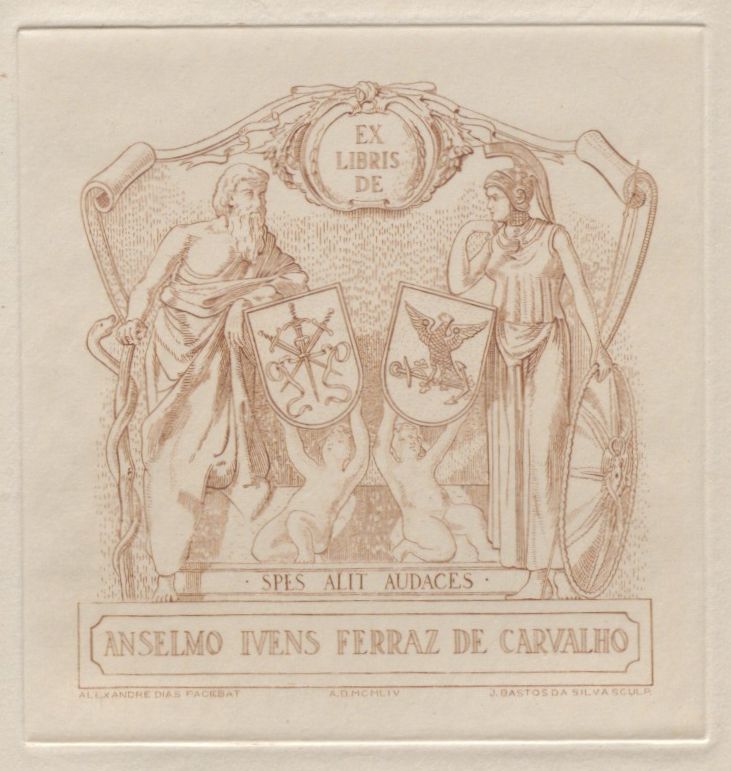 EX
LIBRIS
DE
· SPES ALIT AUDACES ·
ANSELMO IVENS FERRAZ DE CARVALHO
ALEXANDRE DIAS FACIEBAT A.D.MCMLIV J. BASTOS DA SILVA SCULP.